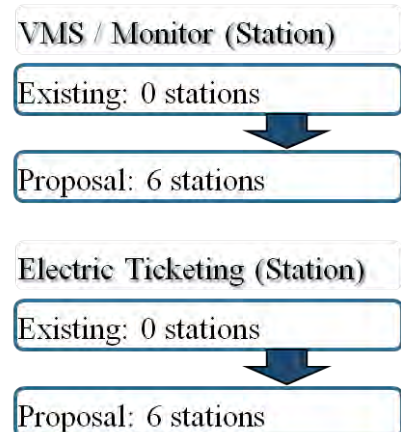 VMS / Monitor (Station)
Existing: 0 stations
Proposal: 6 stations
Electric Ticketing (Station)
Existing: 0 stations
Proposal: 6 stations